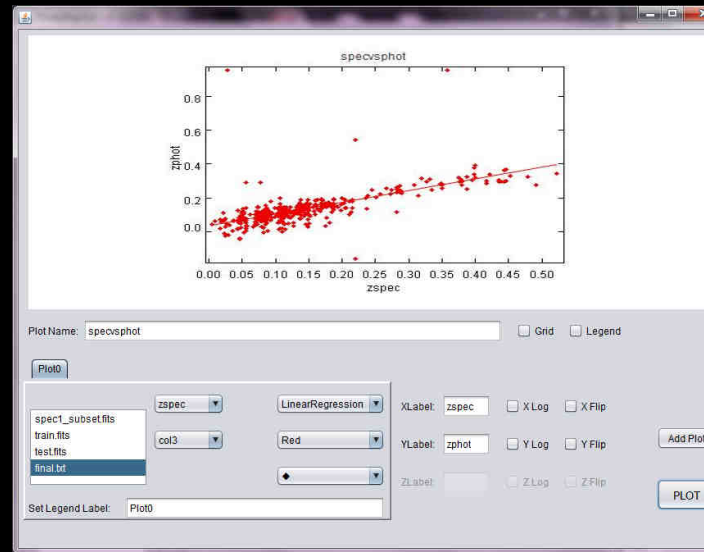 specvsphot
zphot
0.8
0.6
0.4
0.2
0.0
0.00 0.05 0.10 0.15 0.20 0.25 0.30 0.35 0.40 0.45 0.50
zspec
Plot Name: specvsphot Grid Legend
Plot0
spec1_subset.fits
train.fits
test.fits
final.txt
zspec
col3
LinearRegression
Red
Set Legend Label: Plot0
XLabel: zspec X Log X Flip
YLabel: zphot Y Log Y Flip
ZLabel: Z Log Z Flip
Add Plot
PLOT